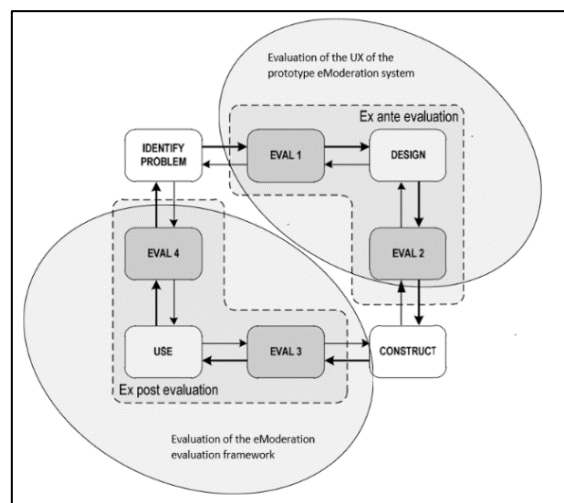 Evaluation of the UX of the
prototype eModeration system
Ex ante evaluation
IDENTIFY
PROBLEM
EVAL 1
DESIGN
EVAL 4
EVAL 2
USE
EVAL 3
CONSTRUCT
Ex post evaluation
Evaluation of the eModeration
evaluation framework